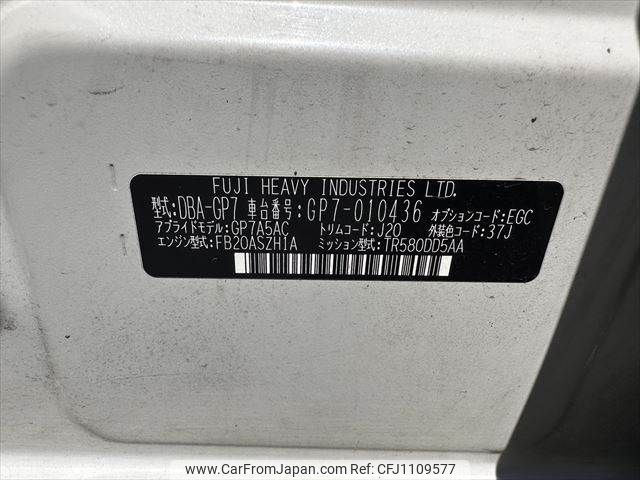 FUJI HEAVY INDUSTRIES LTD.
型式:DBA-GP7 車台番号:GP7-010436 オプションコード:EGC
アプライドモデル:GP7A5AC トリムコード:J20 外装色コード:37J
エンジン型式:FB20ASZH1A ミッション型式:TR580DD5AA
www.CarFromJapan.com - Ref No. CFJ1109577